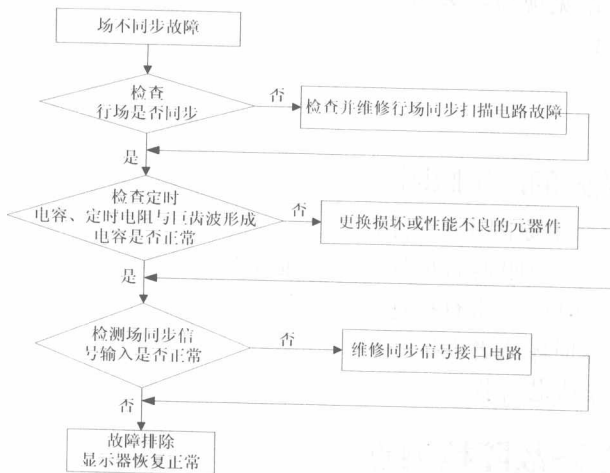 场不同步故障
检查
行场是否同步
否
检查并维修行场同步扫描电路故障
是
检查定时
电容、定时电阻与巨齿波形成
电容是否正常
否
更换损坏或性能不良的元器件
是
检测场同步信
号输入是否正常
否
维修同步信号接口电路
否
故障排除
显示器恢复正常